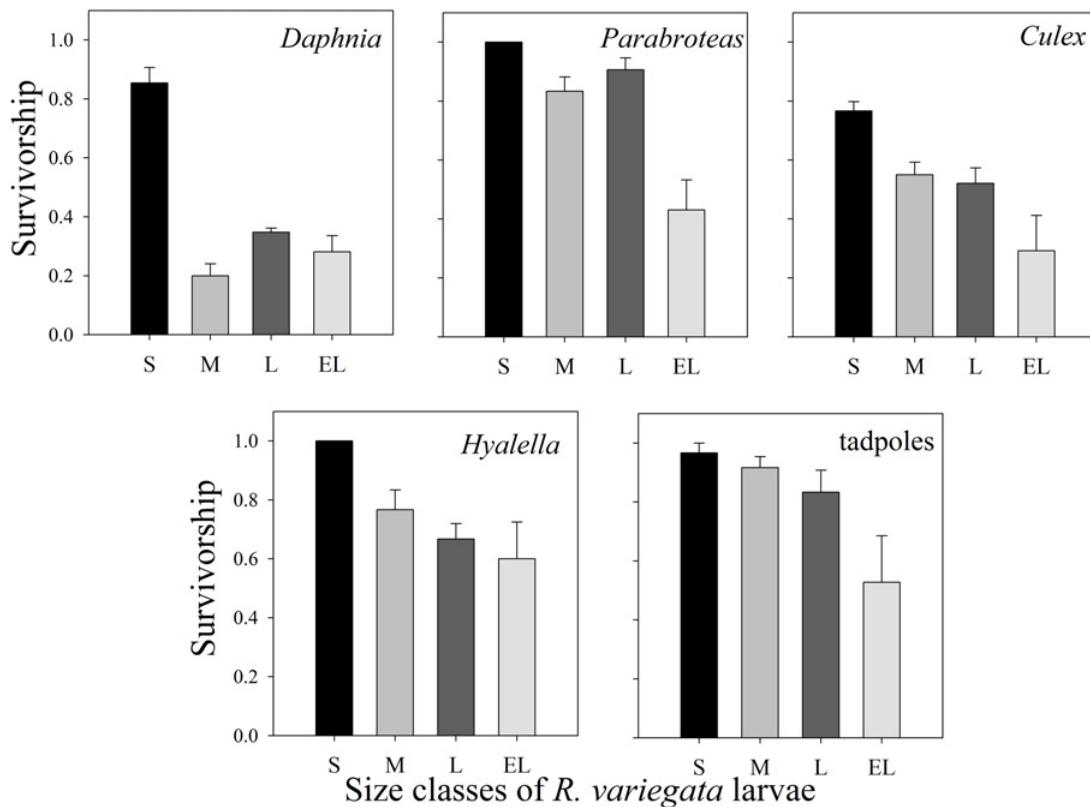 Daphnia
Parabroteas
Culex
Survivorship
1.0
0.8
0.6
0.4
0.2
0.0
S M L EL
S M L EL
S M L EL
Hyalella
tadpoles
Survivorship
1.0
0.8
0.6
0.4
0.2
0.0
S M L EL
S M L EL
Size classes of R. variegata larvae